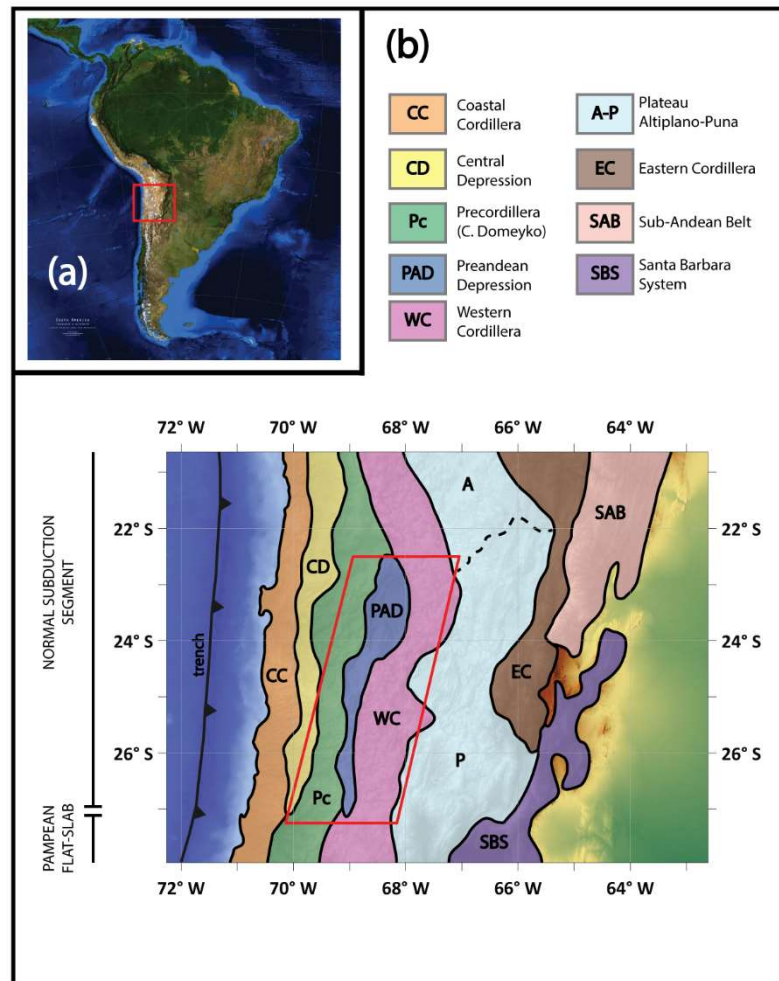 (a)
South America
(b)
CC
Coastal
Cordillera
CD
Central
Depression
Pc
Precordillera
(C. Domeyko)
PAD
Preandean
Depression
WC
Western
Cordillera
A-P
Plateau
Altiplano-Puna
EC
Eastern Cordillera
SAB
Sub-Andean Belt
SBS
Santa Barbara
System
72° W 70° W 68° W 66° W 64° W
NORMAL SUBDUCTION
SEGMENT
PAMPEAN
FLAT-SLAB
22° S
24° S
26° S
trench
A
SAB
CD
PAD
CC
EC
WC
P
Pc
SBS
22° S
24° S
26° S
72° W 70° W 68° W 66° W 64° W